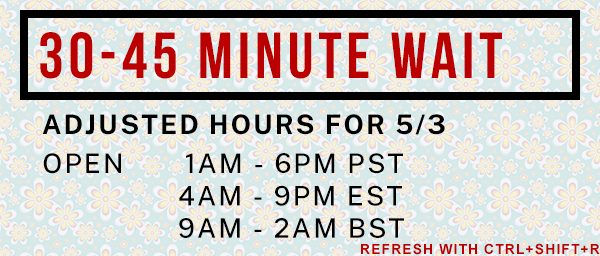 30-45 MINUTE WAIT
ADJUSTED HOURS FOR 5/3
OPEN 1AM - 6PM PST
4AM - 9PM EST
9AM - 2AM BST
REFRESH WITH CTRL+SHIFT+R